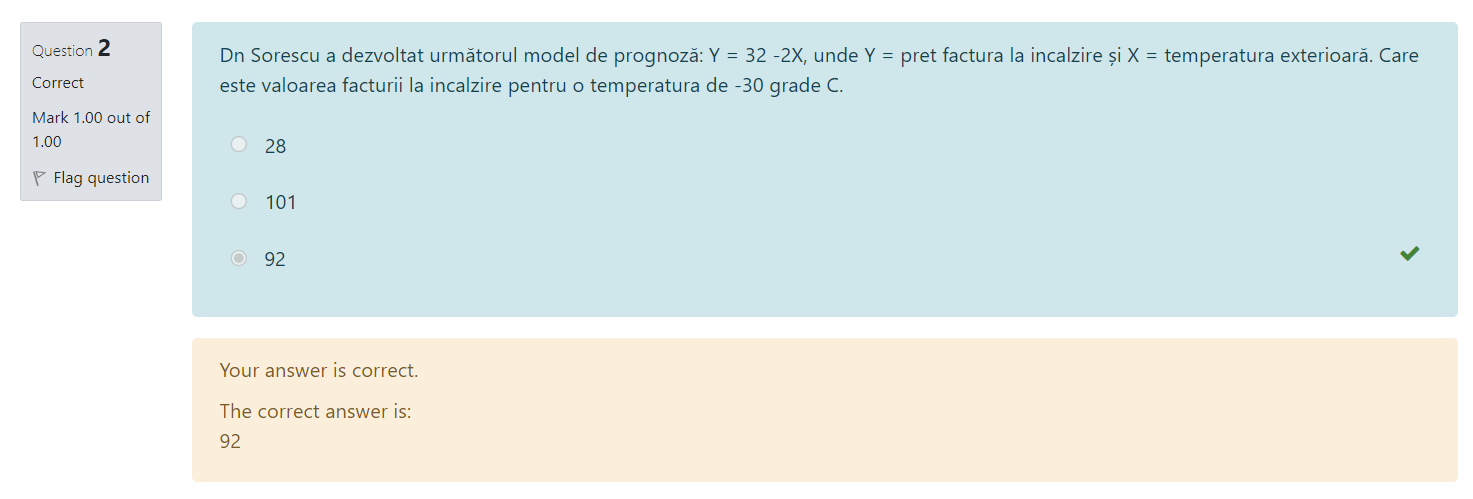 Question 2
Correct
Mark 1.00 out of
1.00
Flag question
Dn Sorescu a dezvoltat următorul model de prognoză: Y = 32 -2X, unde Y = pret factura la incalzire și X = temperatura exterioară. Care
este valoarea facturii la incalzire pentru o temperatura de -30 grade C.
28
101
92
Your answer is correct.
The correct answer is:
92